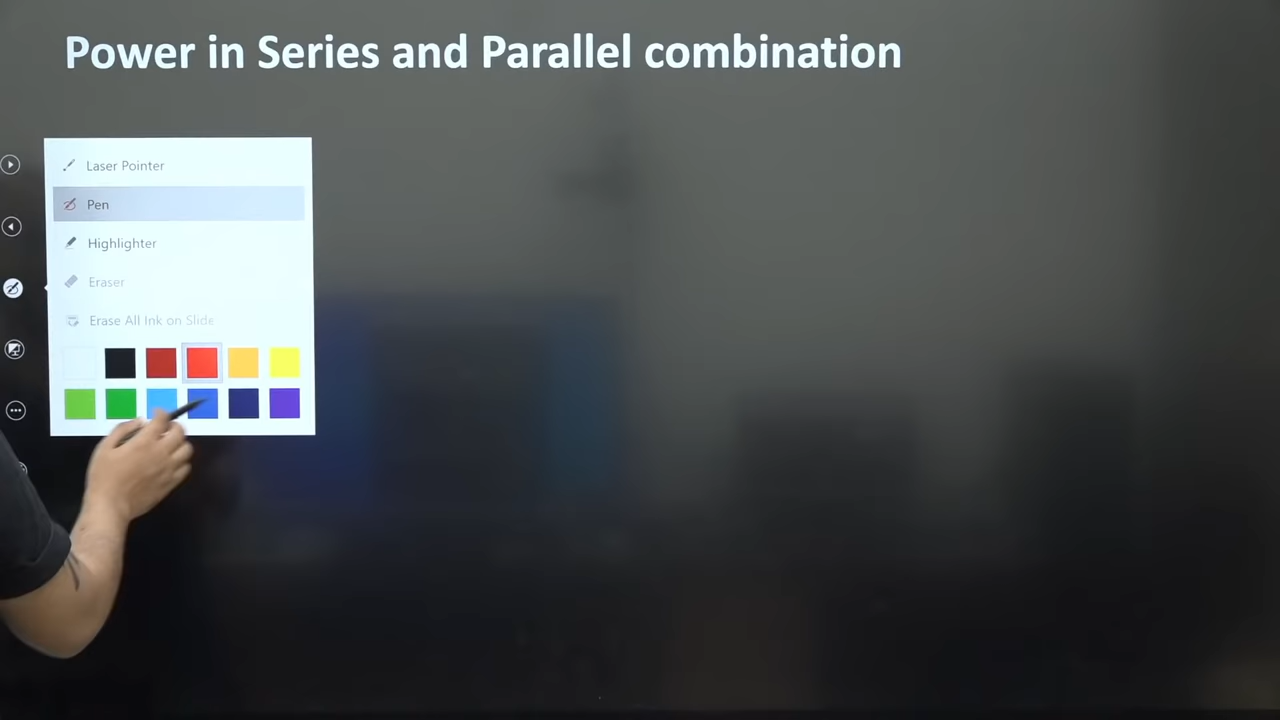 Power in Series and Parallel combination
Laser Pointer
Pen
Highlighter
Eraser
Erase All Ink on Slide